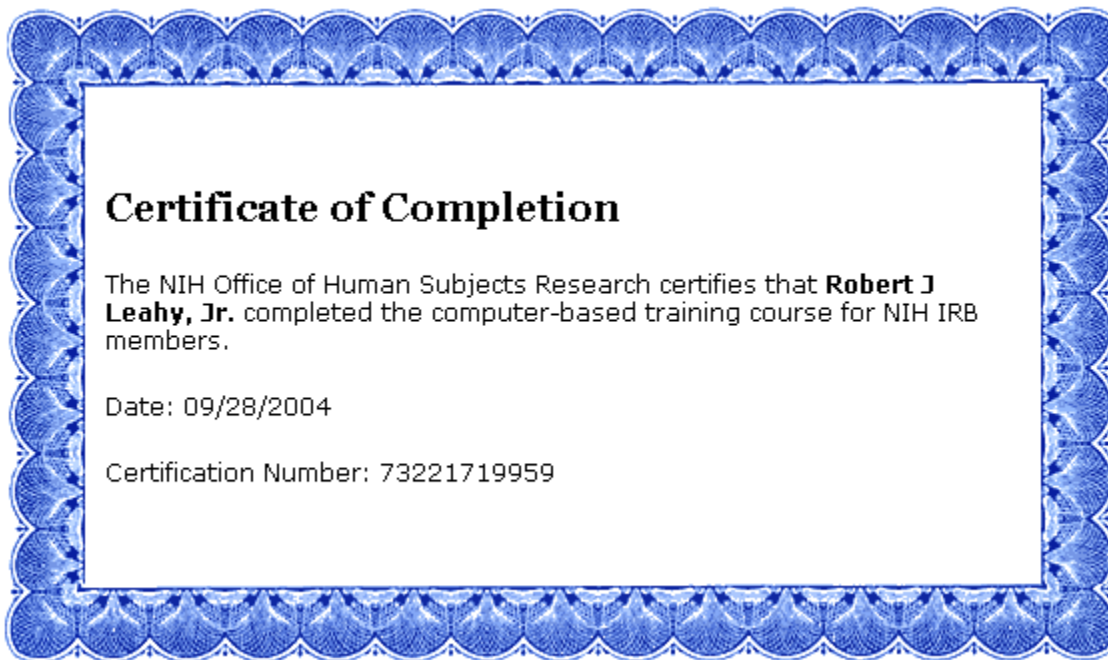 Certificate of Completion
The NIH Office of Human Subjects Research certifies that Robert J
Leahy, Jr. completed the computer-based training course for NIH IRB
members.
Date: 09/28/2004
Certification Number: 73221719959